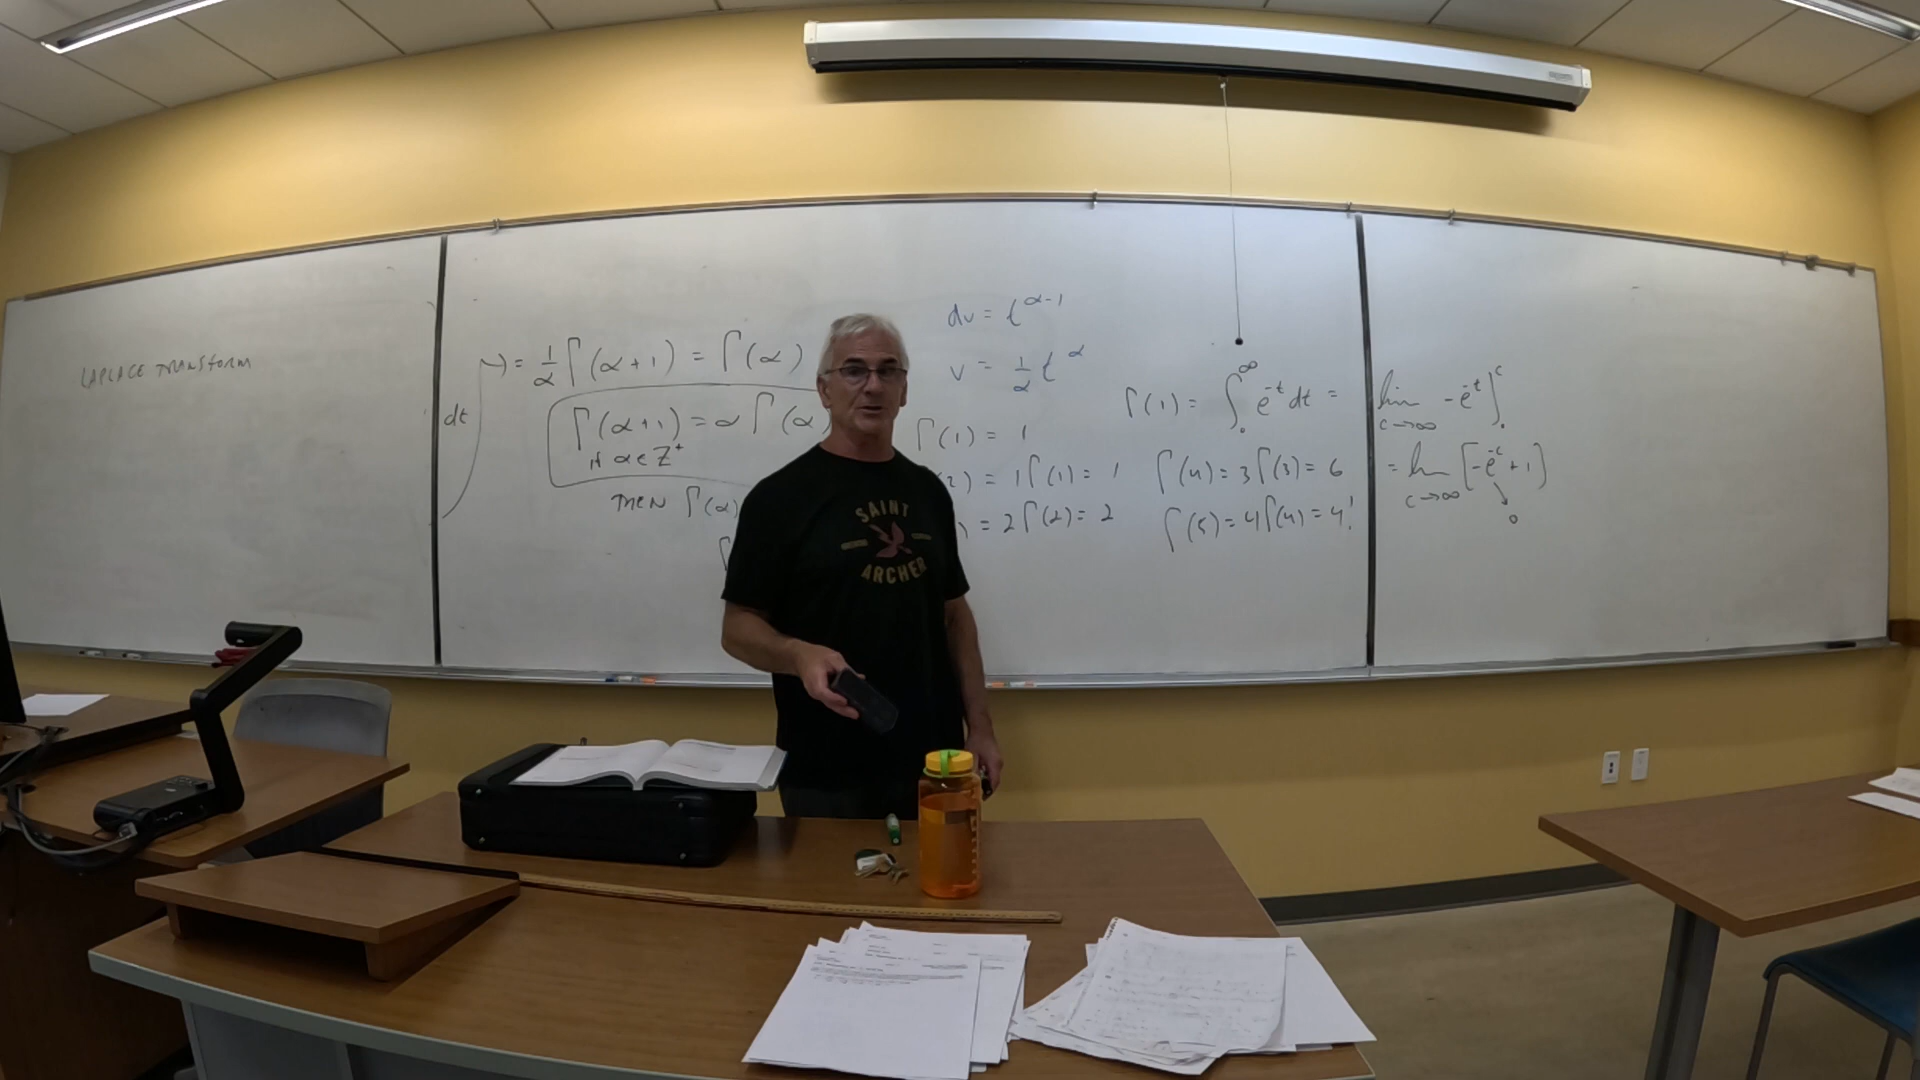 LAPLACE TRANSFORM
dt
= 1/α Γ(α+1) = Γ(α)
Γ(α+1) = α Γ(α)
if α ∈ Z⁺
THEN Γ(α)
dv = t^(α-1)
v = 1/α t^α
Γ(1) = 1
2) = 1Γ(1) = 1
) = 2Γ(2) = 2
Γ(1) = ∫₀^∞ e^(-t) dt = lim c→∞ -e^(-t) ]₀^c
Γ(4) = 3Γ(3) = 6
= lim c→∞ [-e^(-c) + 1]
0
Γ(5) = 4Γ(4) = 4!
SAINT
ARCHER